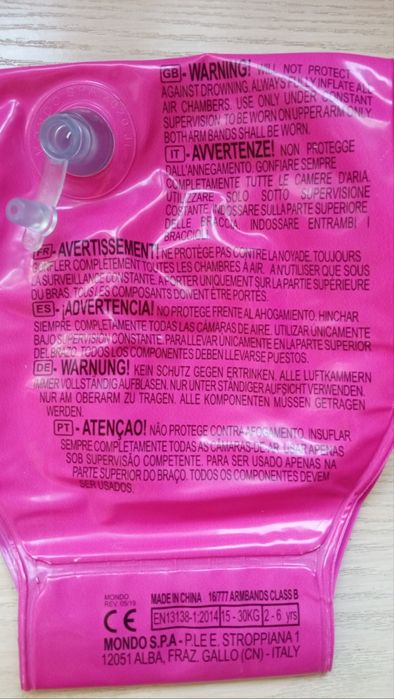 GB - WARNING! WILL NOT PROTECT
AGAINST DROWNING. ALWAYS FULLY INFLATE ALL
AIR CHAMBERS. USE ONLY UNDER CONSTANT
SUPERVISION TO BE WORN ON UPPER ARM ONLY
BOTH ARM BANDS SHALL BE WORN.
IT - AVVERTENZE! NON PROTEGGE
DALL'ANNEGAMENTO. GONFIARE SEMPRE
COMPLETAMENTE TUTTE LE CAMERE D'ARIA.
UTILIZZARE SOLO SOTTO SUPERVISIONE
COSTANTE. INDOSSARE SULLA PARTE SUPERIORE
DELLE BRACCIA INDOSSARE ENTRAMBI I
BRACCIOLI
FR - AVERTISSEMENT! NE PROTÈGE PAS CONTRE LA NOYADE. TOUJOURS
GONFLER COMPLÈTEMENT TOUTES LES CHAMBRES À AIR. À N'UTILISER QUE SOUS
LA SURVEILLANCE CONSTANTE. À PORTER UNIQUEMENT SUR LA PARTIE SUPÉRIEURE
DU BRAS. TOUS LES COMPOSANTS DOIVENT ÊTRE PORTÉS.
ES - ¡ADVERTENCIA! NO PROTEGE FRENTE AL AHOGAMIENTO. HINCHAR
SIEMPRE COMPLETAMENTE TODAS LAS CÁMARAS DE AIRE. UTILIZAR ÚNICAMENTE
BAJO SUPERVISIÓN CONSTANTE. PARA LLEVAR UNICAMENTE EN LA PARTE SUPERIOR
DEL BRAZO. TODOS LOS COMPONENTES DEBEN LLEVARSE PUESTOS.
DE - WARNUNG! KEIN SCHUTZ GEGEN ERTRINKEN. ALLE LUFTKAMMERN
IMMER VOLLSTÄNDIG AUFBLASEN. NUR UNTER STÄNDIGER AUFSICHT VERWENDEN.
NUR AM OBERARM ZU TRAGEN. ALLE KOMPONENTEN MÜSSEN GETRAGEN
WERDEN.
PT - ATENÇAO! NÃO PROTEGE CONTRA AFOGAMENTO. INSUFLAR
SEMPRE COMPLETAMENTE TODAS AS CÂMARAS-DE-AR. USAR APENAS
SOB SUPERVISÃO COMPETENTE. PARA SER USADO APENAS NA
PARTE SUPERIOR DO BRAÇO. TODOS OS COMPONENTES DEVEM
SER USADOS.
MONDO
REV. 05/19
CE
MADE IN CHINA 16/777 ARMBANDS CLASS B
EN13138-1:2014 15 - 30KG 2 - 6 yrs
MONDO S.P.A - P.LE E. STROPPIANA 1
12051 ALBA, FRAZ. GALLO (CN) - ITALY